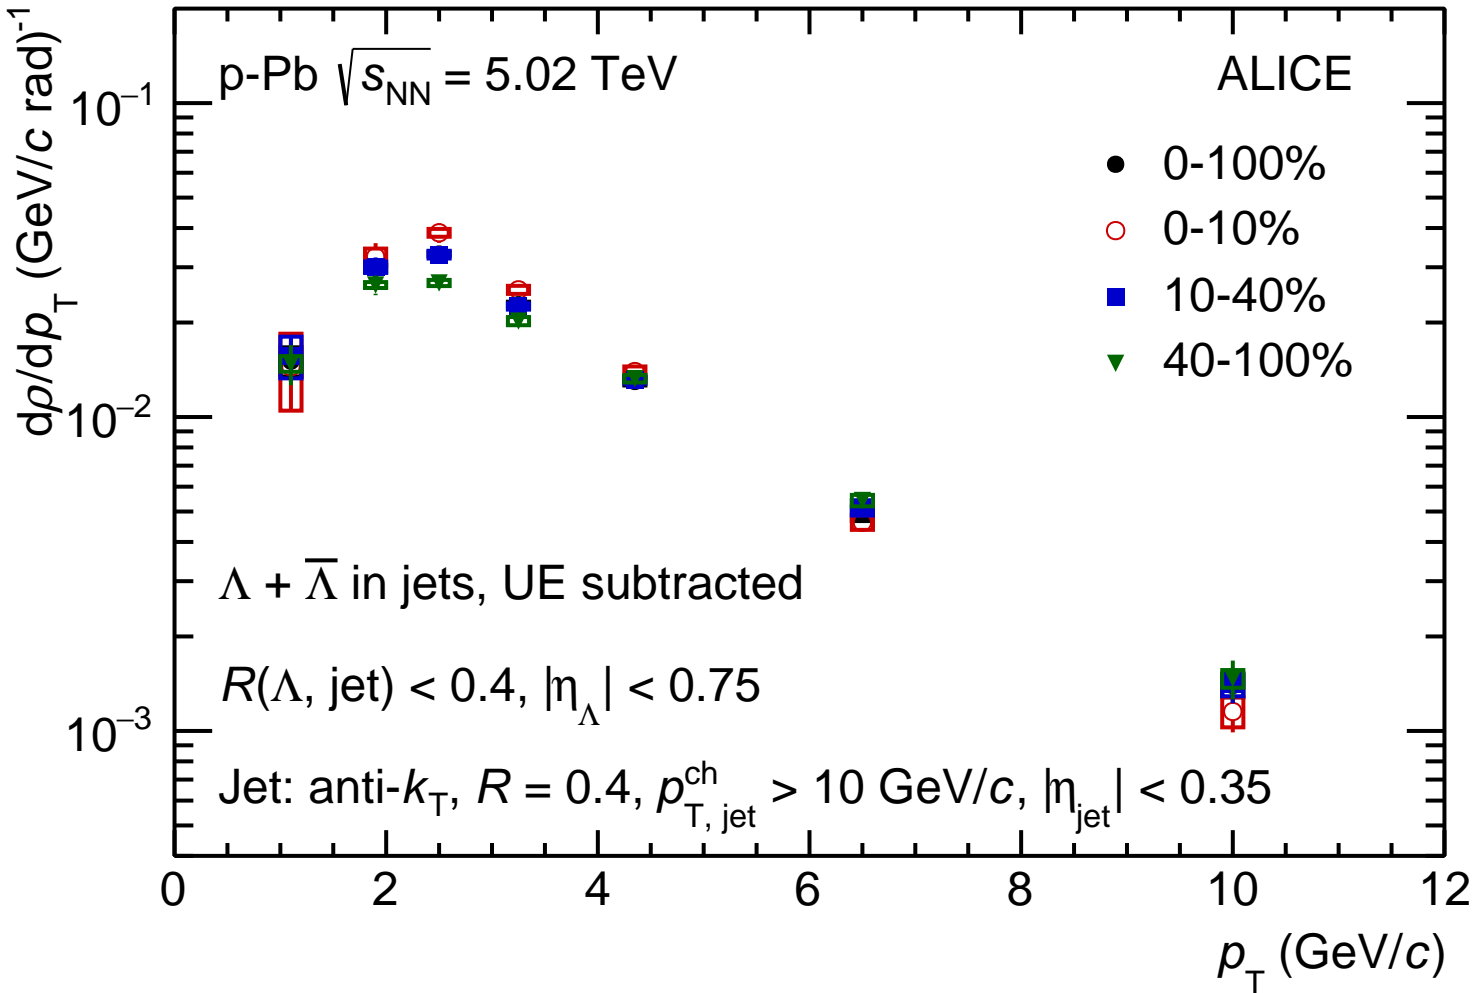 dρ/dp_T (GeV/c rad)^-1
p-Pb √s_NN = 5.02 TeV
ALICE
0-100%
0-10%
10-40%
40-100%
10^−1
10^−2
10^−3
Λ + Λ̅ in jets, UE subtracted
R(Λ, jet) < 0.4, |η_Λ| < 0.75
Jet: anti-k_T, R = 0.4, p_T, jet^ch > 10 GeV/c, |η_jet| < 0.35
0 2 4 6 8 10 12
p_T (GeV/c)